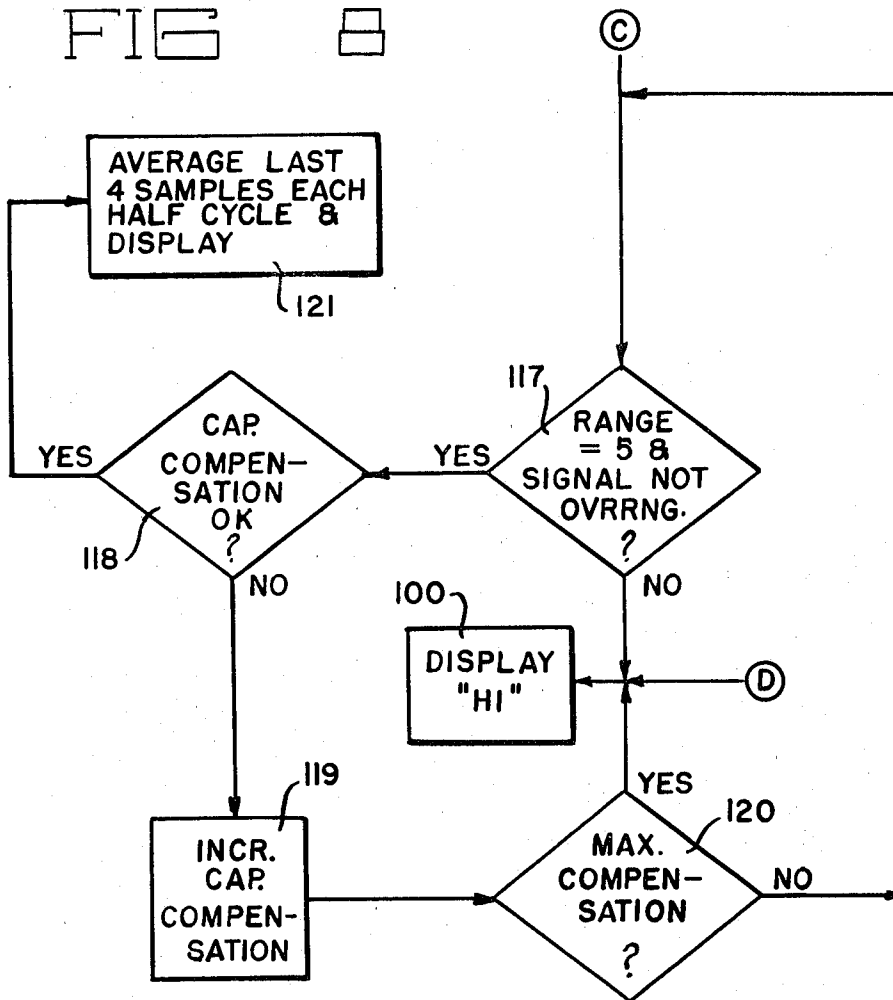 FIG 8
C
AVERAGE LAST
4 SAMPLES EACH
HALF CYCLE &
DISPLAY
121
117
RANGE
= 5 &
SIGNAL NOT
OVRRNG.
?
YES
NO
CAP.
COMPEN-
SATION
OK
?
YES
118
NO
100
DISPLAY
"HI"
D
119
INCR.
CAP.
COMPEN-
SATION
YES
120
MAX.
COMPEN-
SATION
?
NO